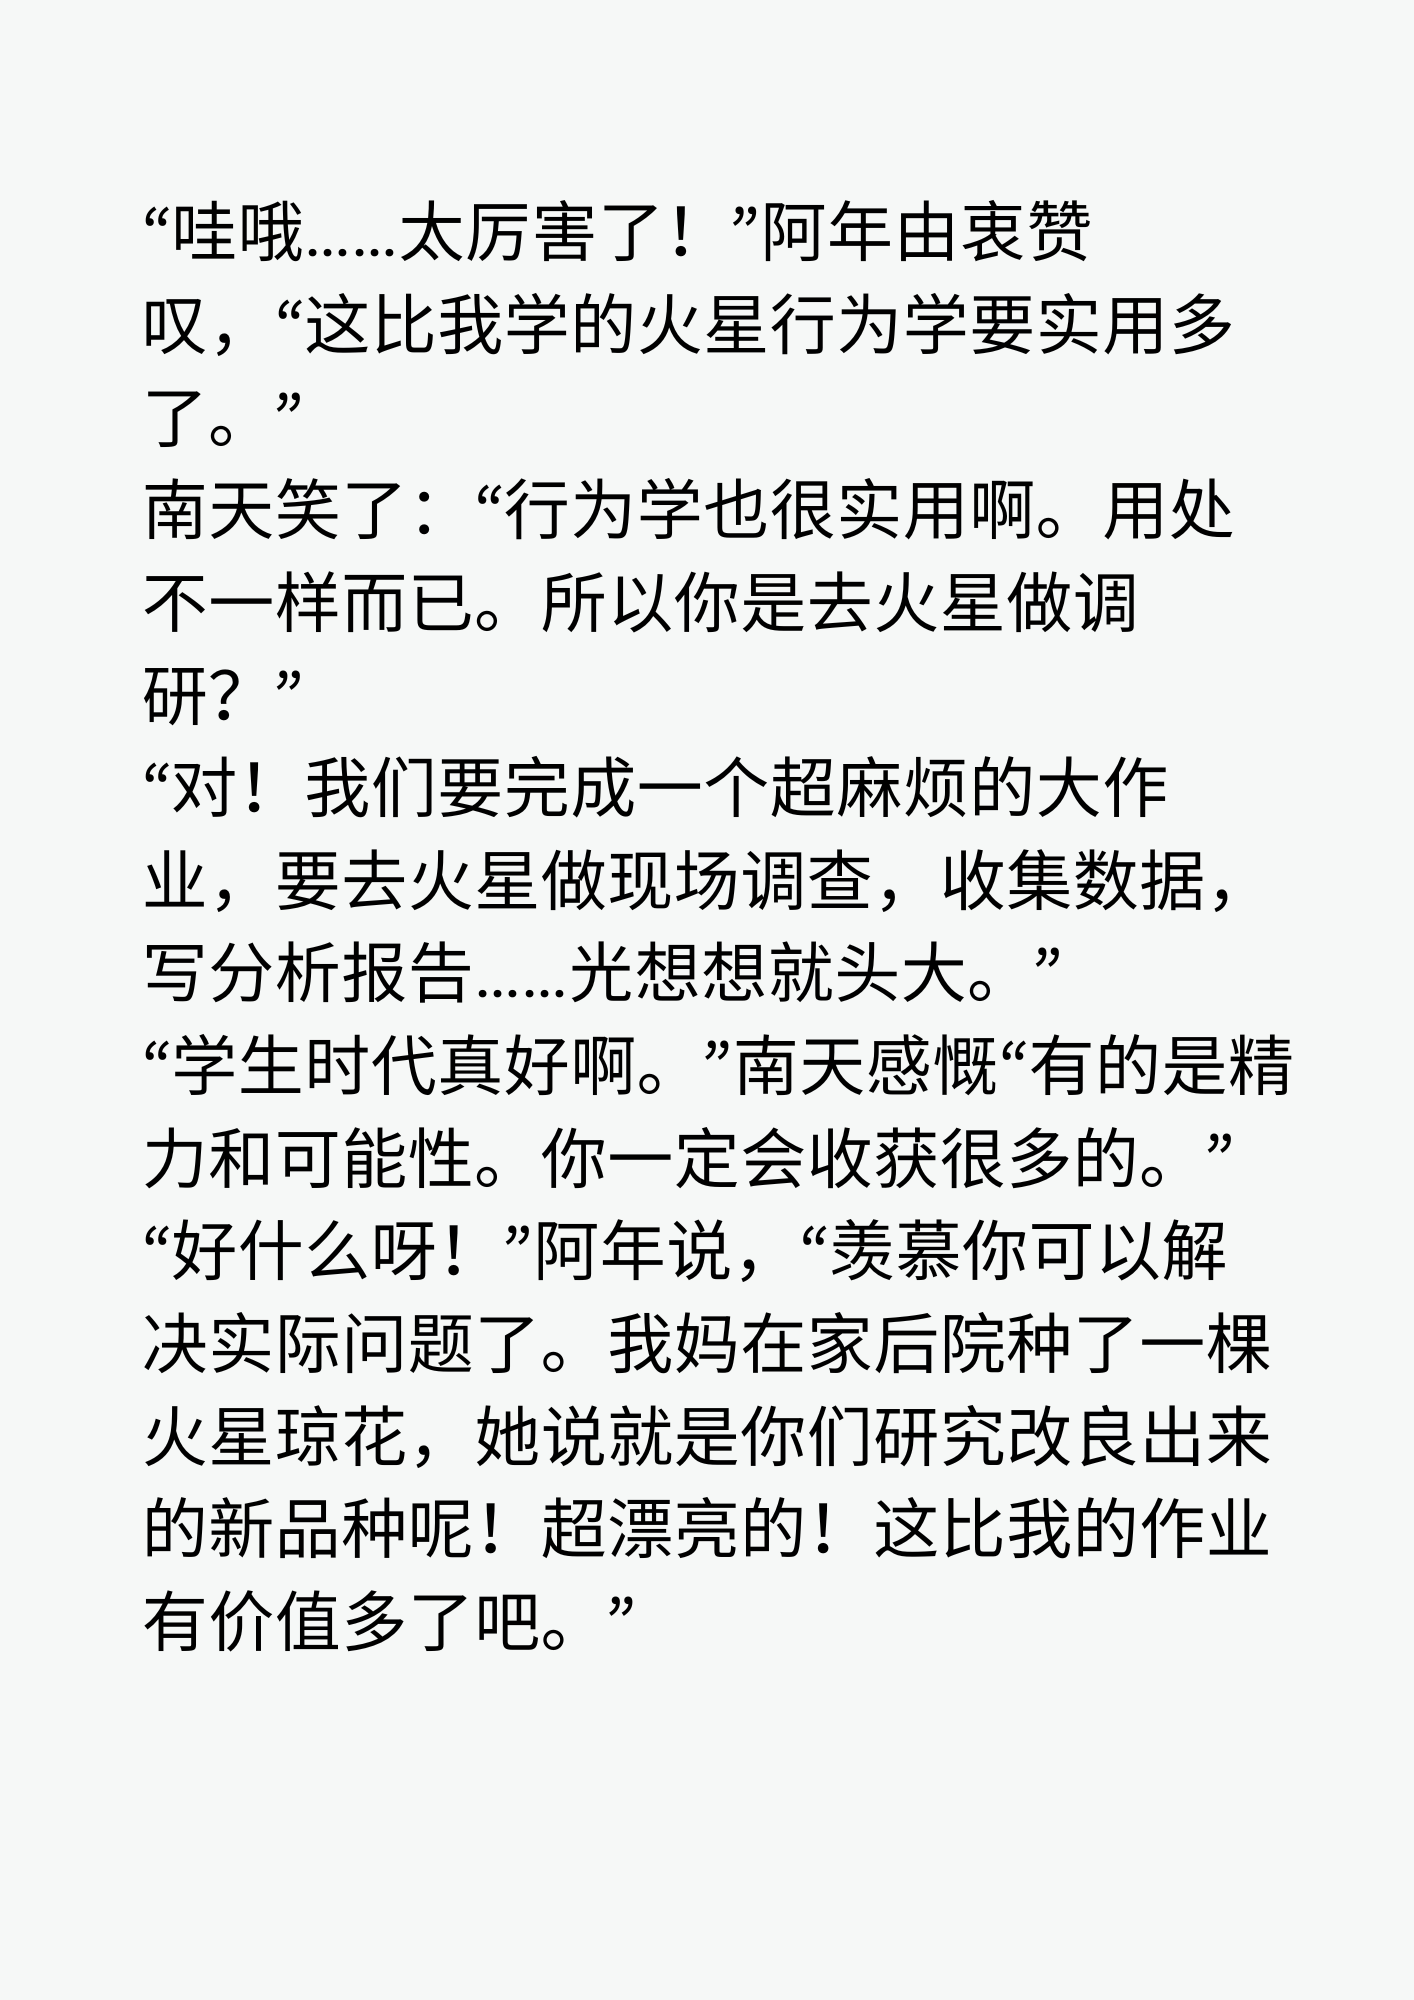 “哇哦……太厉害了！”阿年由衷赞
叹，“这比我学的火星行为学要实用多
了。”
南天笑了：“行为学也很实用啊。用处
不一样而已。所以你是去火星做调
研？”
“对！我们要完成一个超麻烦的大作
业，要去火星做现场调查，收集数据，
写分析报告……光想想就头大。”
“学生时代真好啊。”南天感慨“有的是精
力和可能性。你一定会收获很多的。”
“好什么呀！”阿年说，“羡慕你可以解
决实际问题了。我妈在家后院种了一棵
火星琼花，她说就是你们研究改良出来
的新品种呢！超漂亮的！这比我的作业
有价值多了吧。”